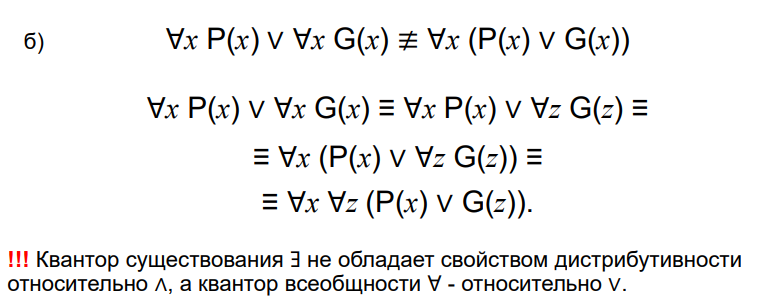 б) ∀x P(x) ∨ ∀x G(x) ≢ ∀x (P(x) ∨ G(x))
∀x P(x) ∨ ∀x G(x) ≡ ∀x P(x) ∨ ∀z G(z) ≡
≡ ∀x (P(x) ∨ ∀z G(z)) ≡
≡ ∀x ∀z (P(x) ∨ G(z)).
!!! Квантор существования ∃ не обладает свойством дистрибутивности
относительно ∧, а квантор всеобщности ∀ - относительно ∨.